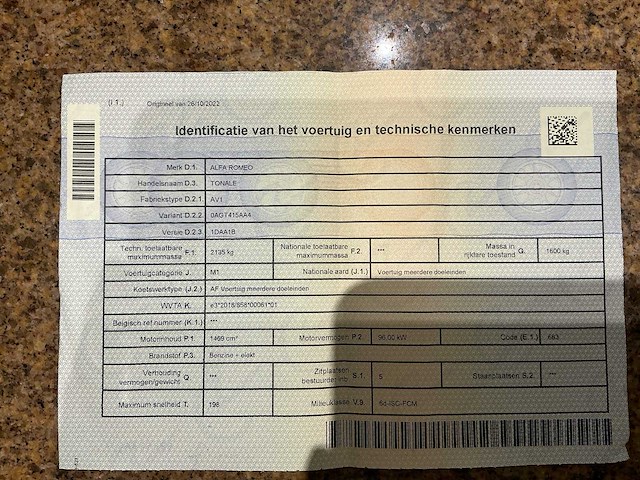 (I.1.) Origineel van 26/10/2022
Identificatie van het voertuig en technische kenmerken
Merk D.1. ALFA ROMEO
Handelsnaam D.3. TONALE
Fabriekstype D.2.1. AV1
Variant D.2.2. 0AGT415AA4
Versie D.2.3. 1DAA1B
Techn. toelaatbare maximummassa F.1. 2135 kg Nationale toelaatbare maximummassa F.2. *** Massa in rijklare toestand G. 1600 kg
Voertuigcategorie J. M1 Nationale aard (J.1.) Voertuig meerdere doeleinden
Koetswerktype (J.2.) AF Voertuig meerdere doeleinden
WVTA K. e3*2018/858*00061*01
Belgisch ref.nummer (K.1.) ***
Motorinhoud P.1. 1469 cm³ Motorvermogen P.2. 96,00 kW Code (E.1.) 663
Brandstof P.3. Benzine + elekt
Verhouding vermogen/gewicht Q. *** Zitplaatsen bestuurder inb. S.1. 5 Staanplaatsen S.2. ***
Maximum snelheid T. 198 Milieuklasse V.9. 6d-ISC-FCM